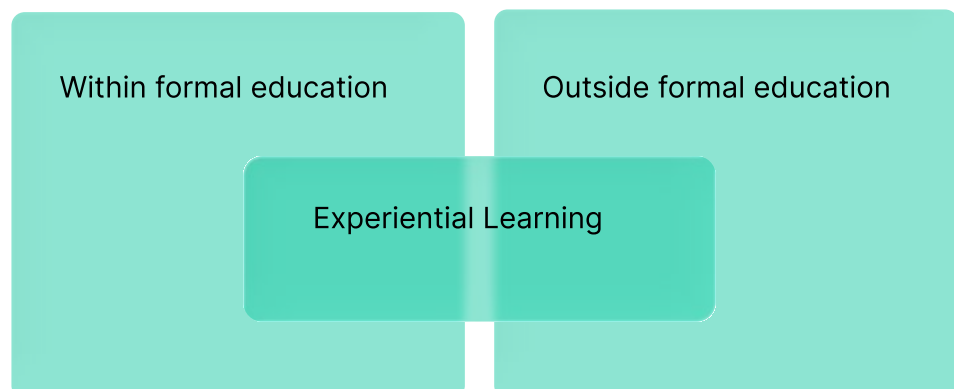 Within formal education
Outside formal education
Experiential Learning